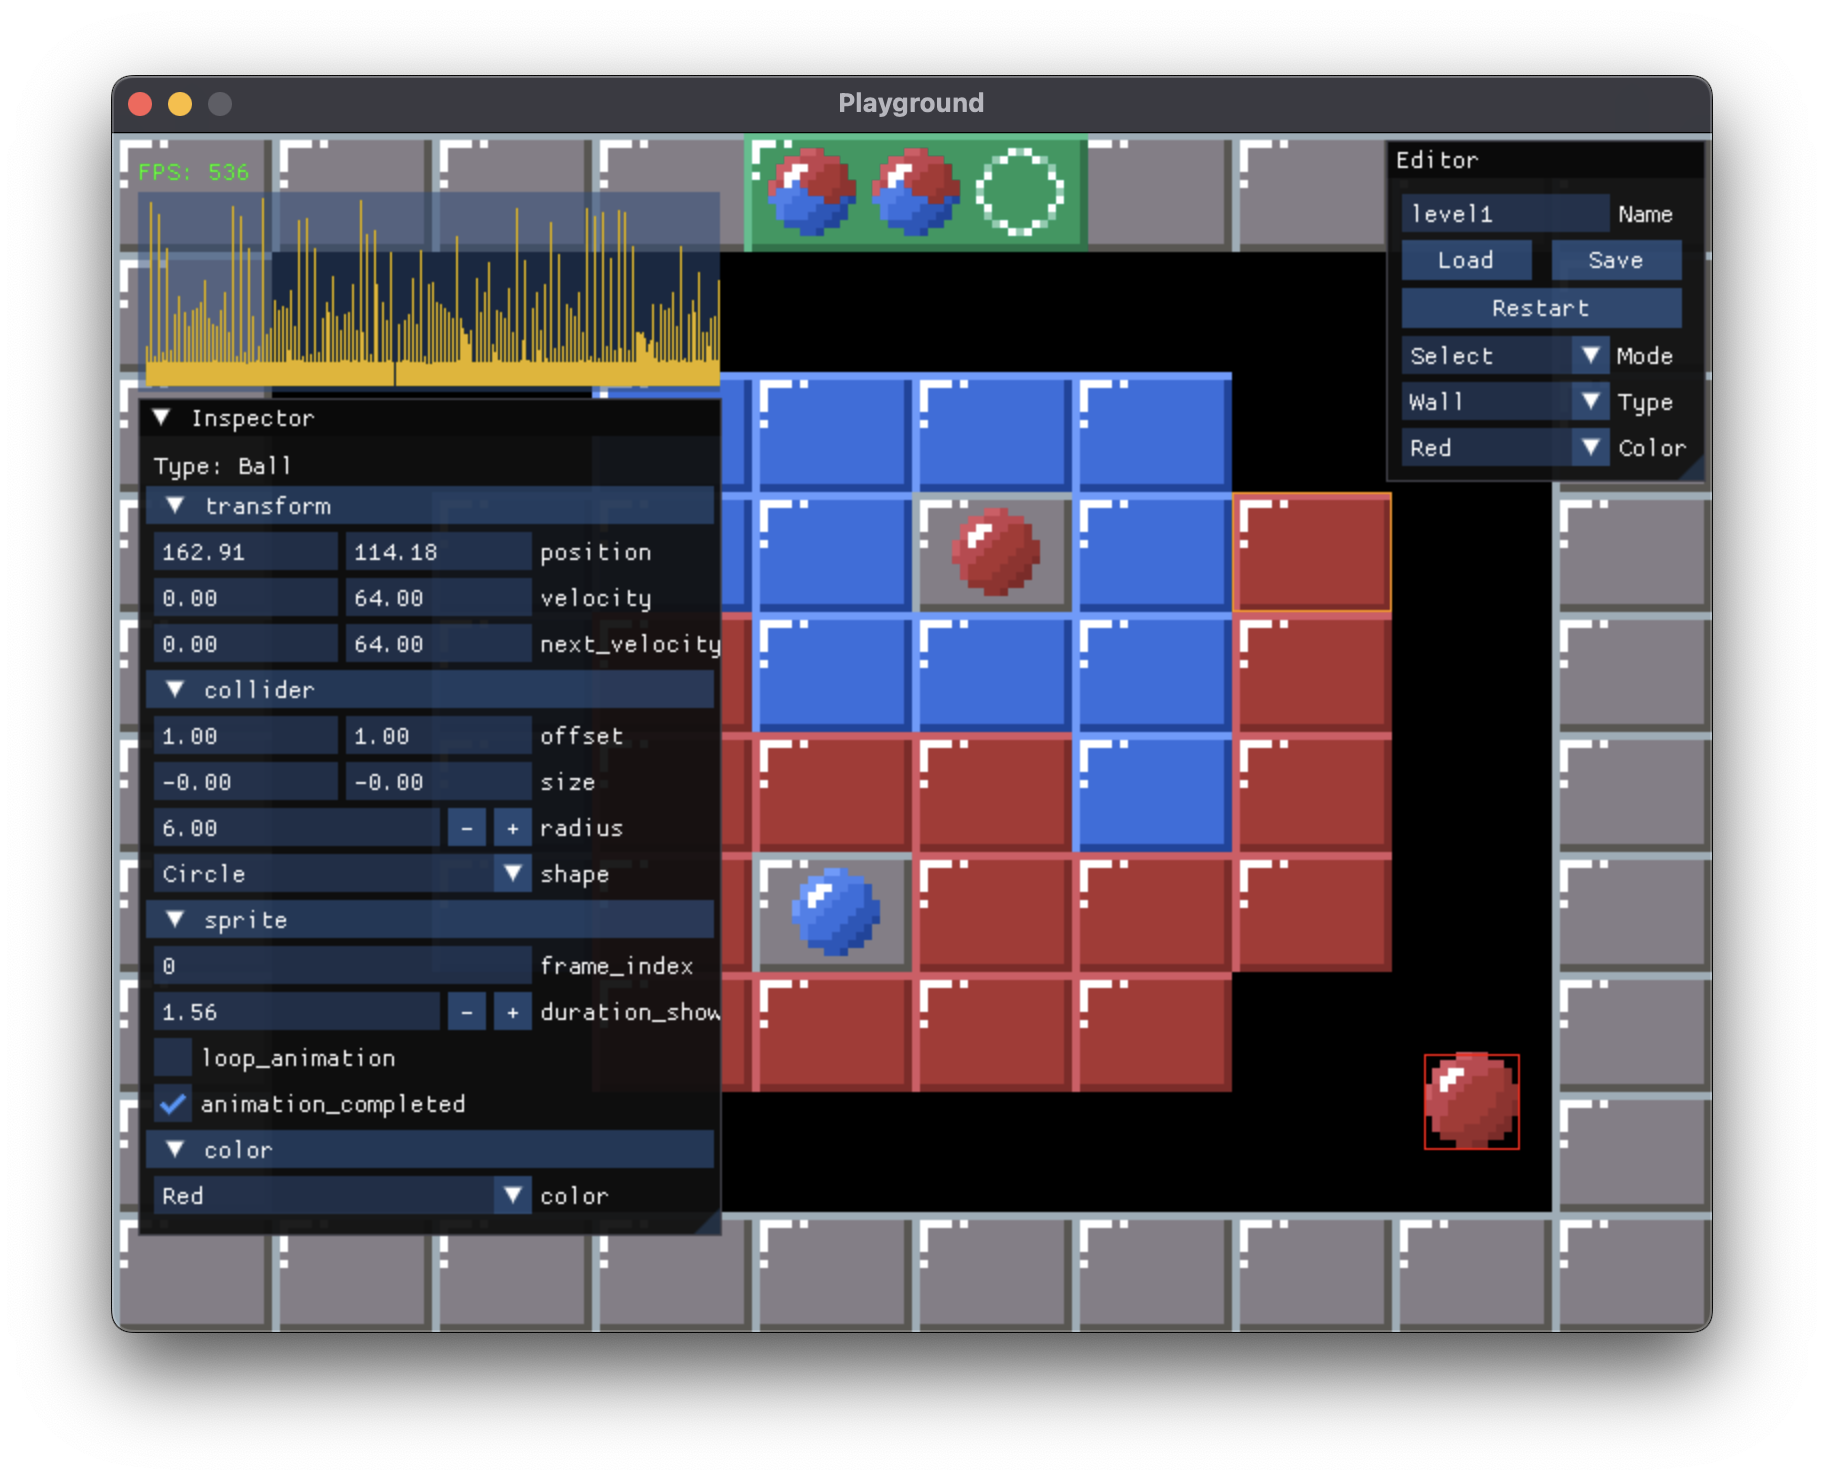 Playground
FPS: 536
Editor
level1 Name
Load Save
Restart
Select Mode
Wall Type
Red Color
Inspector
Type: Ball
transform
162.91 114.18 position
0.00 64.00 velocity
0.00 64.00 next_velocity
collider
1.00 1.00 offset
-0.00 -0.00 size
6.00 - + radius
Circle shape
sprite
0 frame_index
1.56 - + duration_show
loop_animation
animation_completed
color
Red color